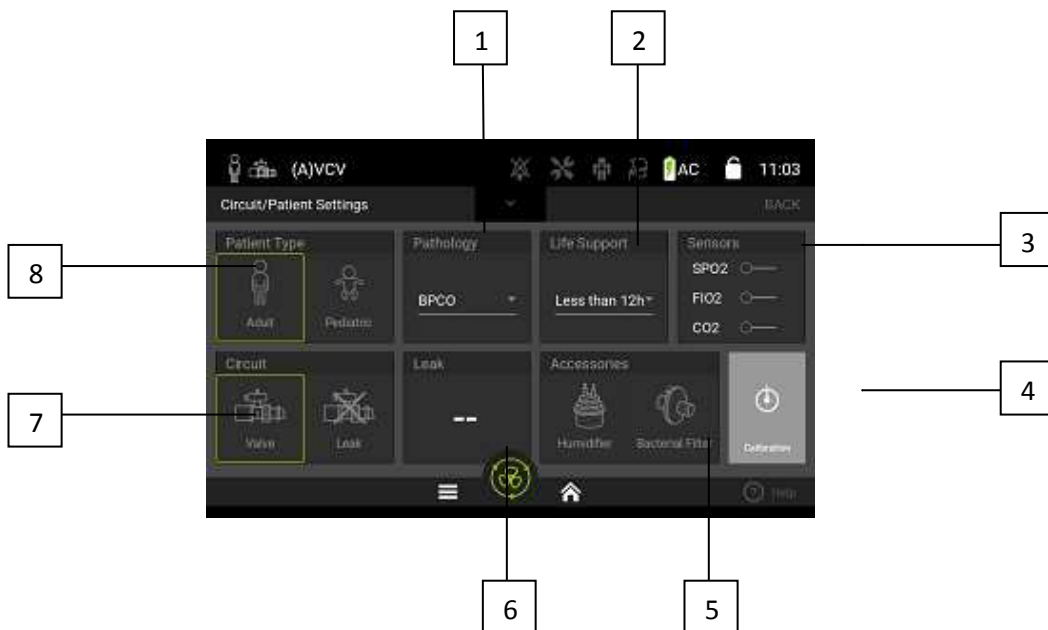 1
2
(A)VCV
AC
11:03
Circuit/Patient Settings
BACK
Patient Type
Pathology
Life Support
Sensors
3
8
SPO2
BPCO
Less than 12h
FIO2
Adult
Pediatric
CO2
Circuit
Leak
Accessories
4
7
--
Valve
Leak
Humidifier
Bacterial Filter
Calibration
? Help
6
5